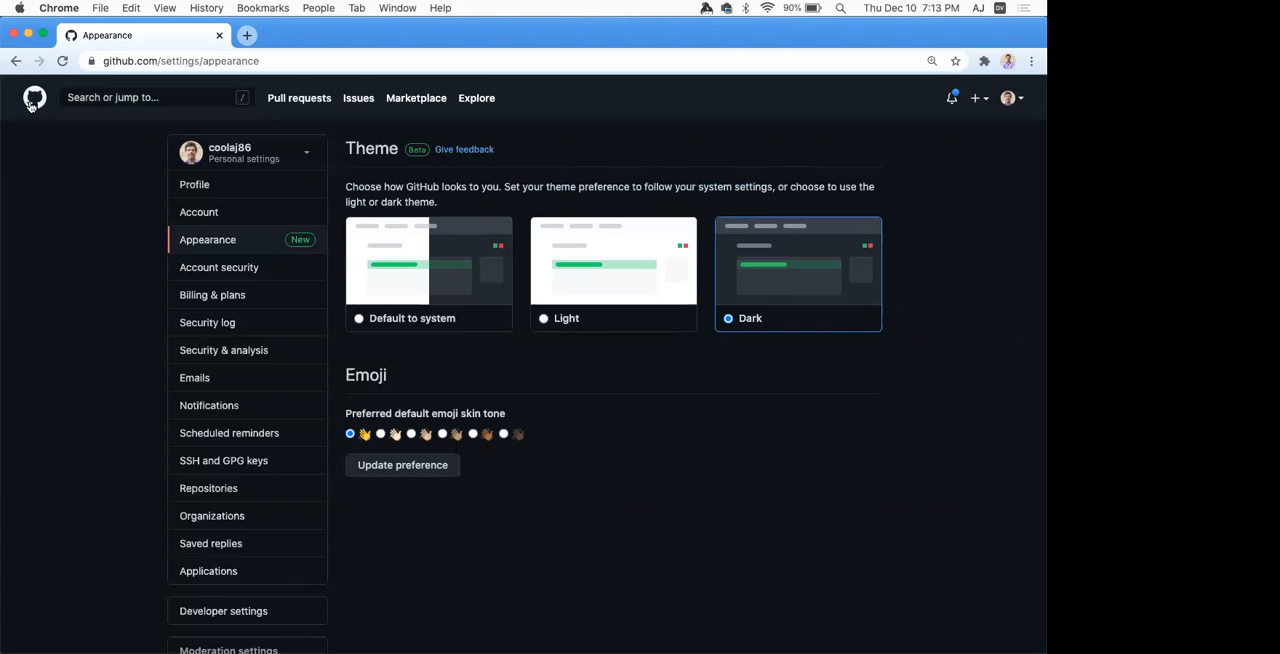 Chrome File Edit View History Bookmarks People Tab Window Help 90% Thu Dec 10 7:13 PM AJ DV
Appearance
github.com/settings/appearance
Search or jump to... / Pull requests Issues Marketplace Explore
coolaj86
Personal settings
Profile
Account
Appearance New
Account security
Billing & plans
Security log
Security & analysis
Emails
Notifications
Scheduled reminders
SSH and GPG keys
Repositories
Organizations
Saved replies
Applications
Developer settings
Moderation settings
Theme Beta Give feedback
Choose how GitHub looks to you. Set your theme preference to follow your system settings, or choose to use the
light or dark theme.
Default to system Light Dark
Emoji
Preferred default emoji skin tone
Update preference